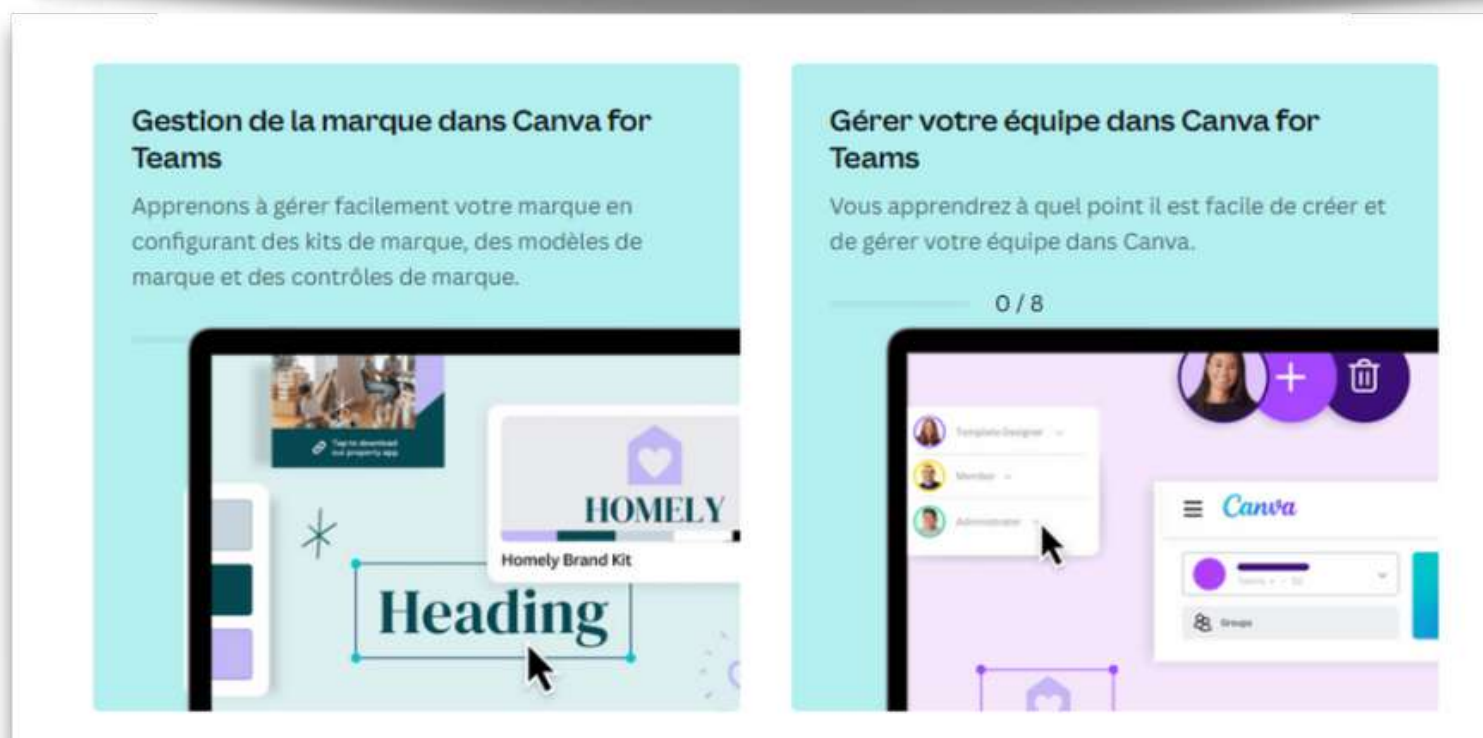 Gestion de la marque dans Canva for
Teams
Apprenons à gérer facilement votre marque en
configurant des kits de marque, des modèles de
marque et des contrôles de marque.
Tap to download
our property app
HOMELY
Homely Brand Kit
Heading
Gérer votre équipe dans Canva for
Teams
Vous apprendrez à quel point il est facile de créer et
de gérer votre équipe dans Canva.
0 / 8
Template Designer
Member
Administrator
Canva
Groups